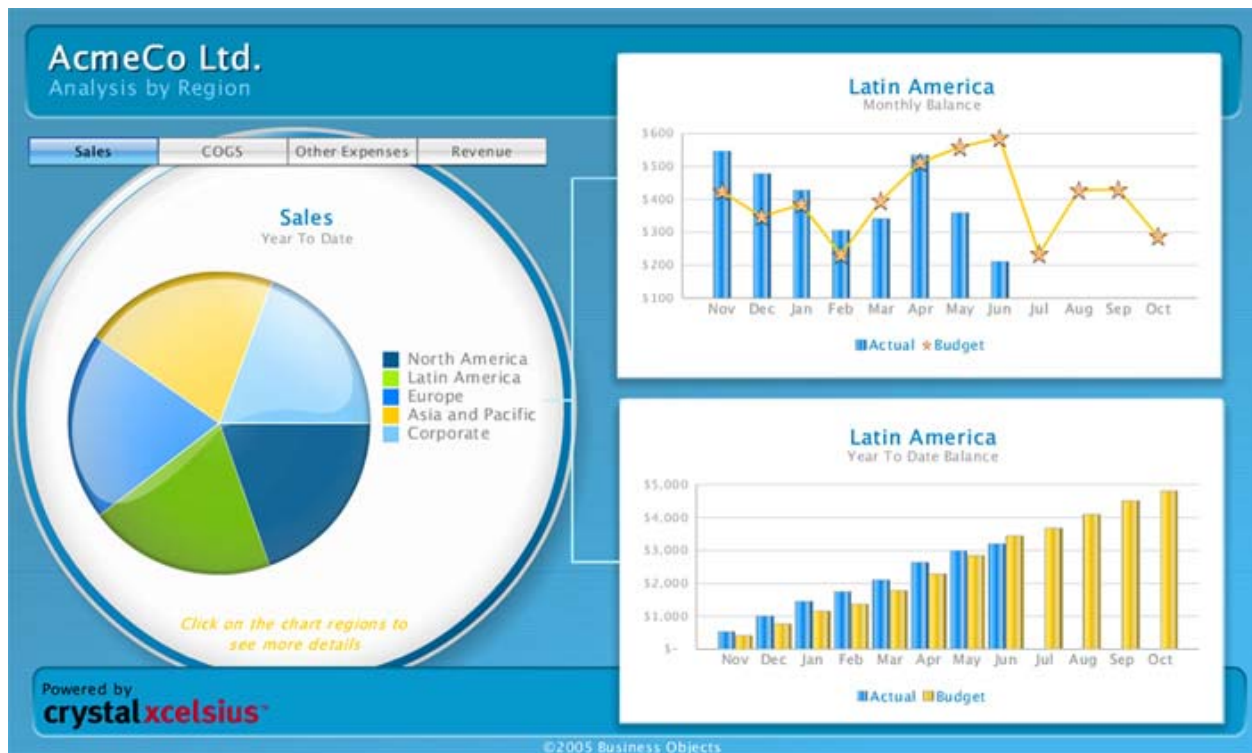 AcmeCo Ltd.
Analysis by Region
Sales COGS Other Expenses Revenue
Sales
Year To Date
North America
Latin America
Europe
Asia and Pacific
Corporate
Click on the chart regions to
see more details
Latin America
Monthly Balance
$600
$500
$400
$300
$200
$100
Nov Dec Jan Feb Mar Apr May Jun Jul Aug Sep Oct
Actual Budget
Latin America
Year To Date Balance
$5,000
$4,000
$3,000
$2,000
$1,000
$-
Nov Dec Jan Feb Mar Apr May Jun Jul Aug Sep Oct
Actual Budget
Powered by
crystalxcelsius™
©2005 Business Objects